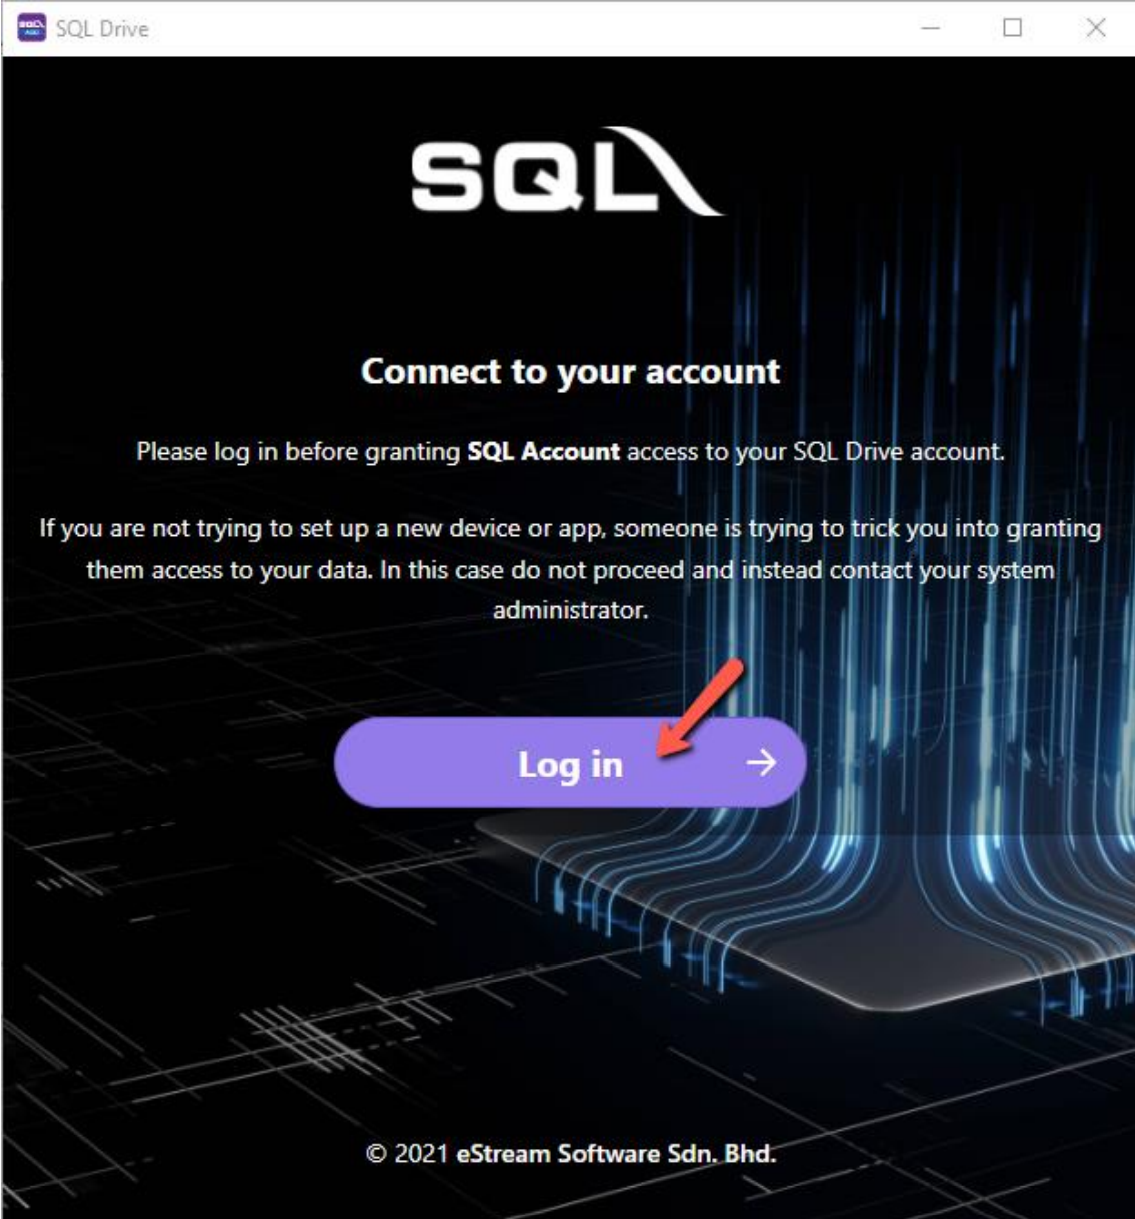 SQL Drive
SQL
Connect to your account
Please log in before granting SQL Account access to your SQL Drive account.
If you are not trying to set up a new device or app, someone is trying to trick you into granting
them access to your data. In this case do not proceed and instead contact your system
administrator.
Log in
© 2021 eStream Software Sdn. Bhd.